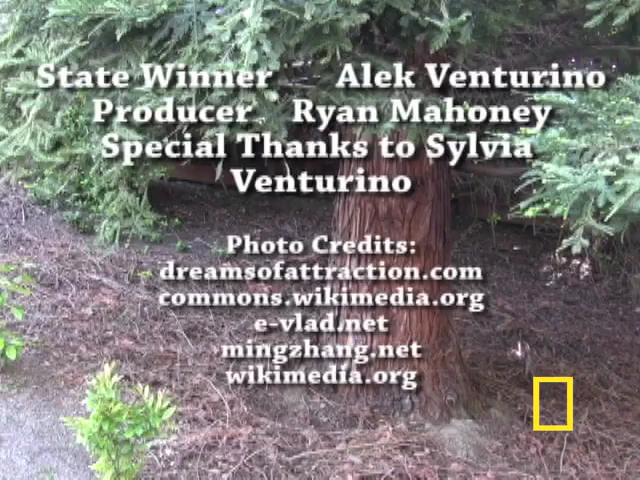 State Winner Alek Venturino
Producer Ryan Mahoney
Special Thanks to Sylvia
Venturino
Photo Credits:
dreamsofattraction.com
commons.wikimedia.org
e-vlad.net
mingzhang.net
wikimedia.org